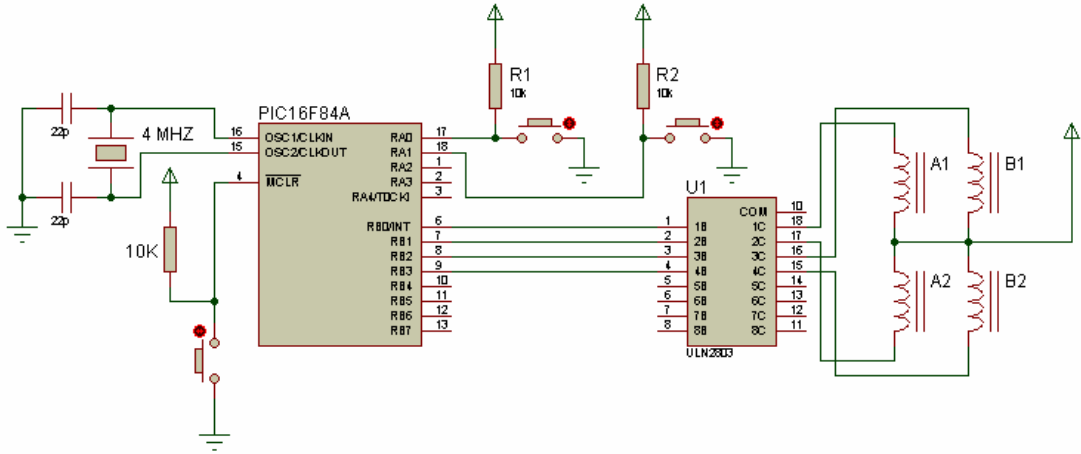 22p
22p
4 MHZ
10K
PIC16F84A
16 OSC1/CLKIN
15 OSC2/CLKOUT
4 MCLR
RA0 17
RA1 18
RA2 1
RA3 2
RA4/T0CKI 3
RB0/INT 6
RB1 7
RB2 8
RB3 9
RB4 10
RB5 11
RB6 12
RB7 13
R1
10k
R2
10k
U1
COM 10
1 1B 1C 18
2 2B 2C 17
3 3B 3C 16
4 4B 4C 15
5 5B 5C 14
6 6B 6C 13
7 7B 7C 12
8 8B 8C 11
ULN2803
A1
B1
A2
B2